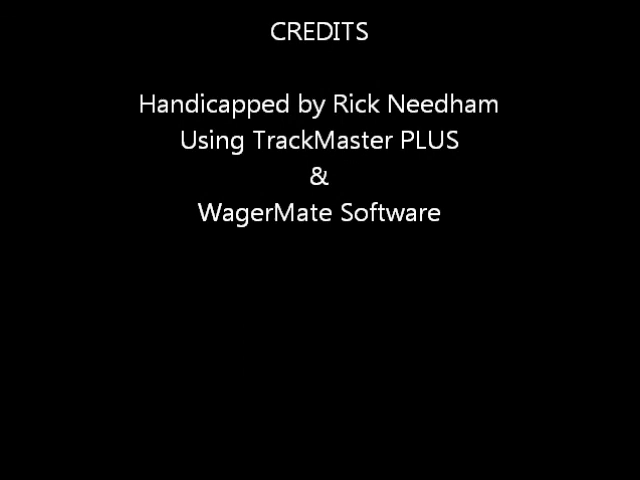 CREDITS
Handicapped by Rick Needham
Using TrackMaster PLUS
&
WagerMate Software